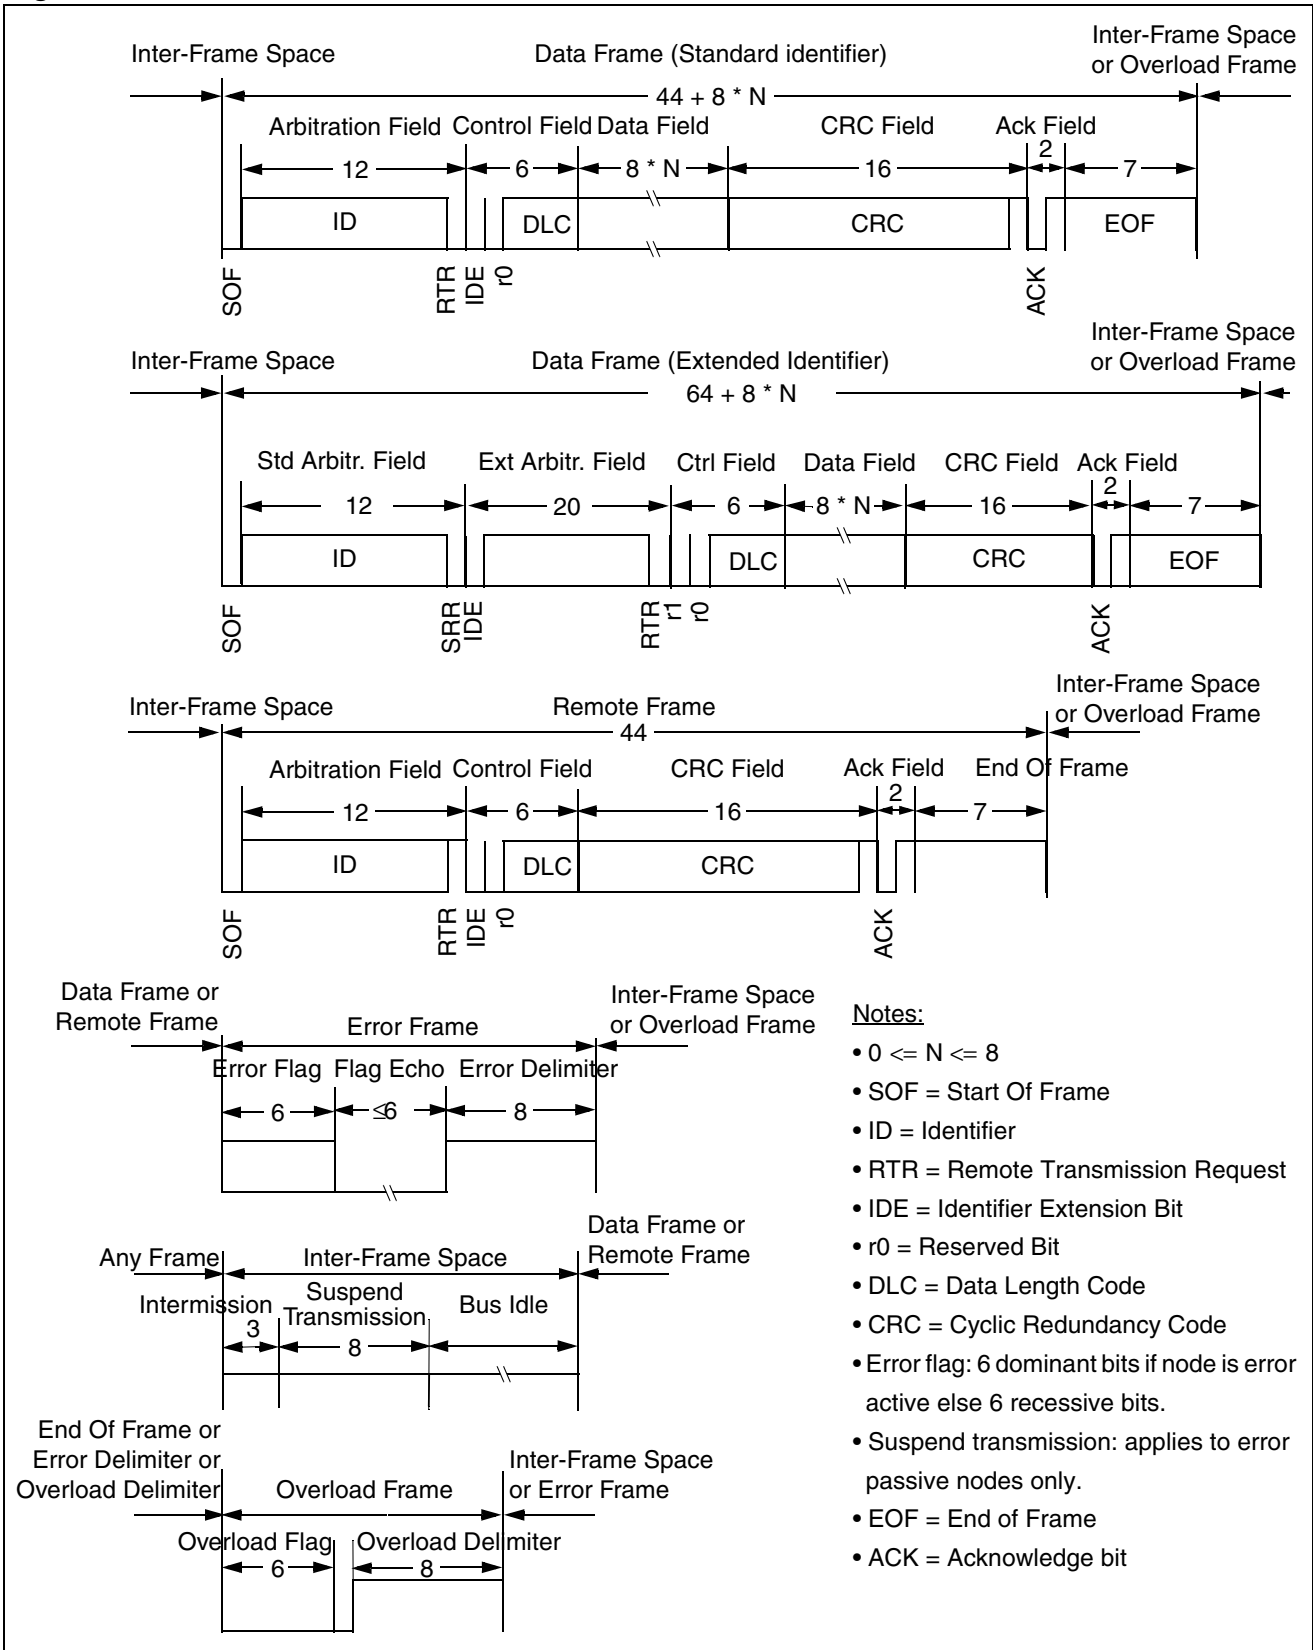 Inter-Frame Space
Data Frame (Standard identifier)
Inter-Frame Space
or Overload Frame
44 + 8 * N
Arbitration Field Control Field Data Field CRC Field Ack Field
12 6 8 * N 16 2 7
ID DLC CRC EOF
SOF RTR IDE r0 ACK
Inter-Frame Space
Data Frame (Extended Identifier)
Inter-Frame Space
or Overload Frame
64 + 8 * N
Std Arbitr. Field Ext Arbitr. Field Ctrl Field Data Field CRC Field Ack Field
12 20 6 8 * N 16 2 7
ID DLC CRC EOF
SOF SRR IDE RTR r1 r0 ACK
Inter-Frame Space
Remote Frame
Inter-Frame Space
or Overload Frame
44
Arbitration Field Control Field CRC Field Ack Field End Of Frame
12 6 16 2 7
ID DLC CRC
SOF RTR IDE r0 ACK
Data Frame or
Remote Frame
Error Frame
Inter-Frame Space
or Overload Frame
Error Flag Flag Echo Error Delimiter
6 ≤6 8
Any Frame
Inter-Frame Space
Data Frame or
Remote Frame
Intermission
Suspend
Transmission
Bus Idle
3 8
End Of Frame or
Error Delimiter or
Overload Delimiter
Overload Frame
Inter-Frame Space
or Error Frame
Overload Flag Overload Delimiter
6 8
Notes:
• 0 <= N <= 8
• SOF = Start Of Frame
• ID = Identifier
• RTR = Remote Transmission Request
• IDE = Identifier Extension Bit
• r0 = Reserved Bit
• DLC = Data Length Code
• CRC = Cyclic Redundancy Code
• Error flag: 6 dominant bits if node is error
active else 6 recessive bits.
• Suspend transmission: applies to error
passive nodes only.
• EOF = End of Frame
• ACK = Acknowledge bit